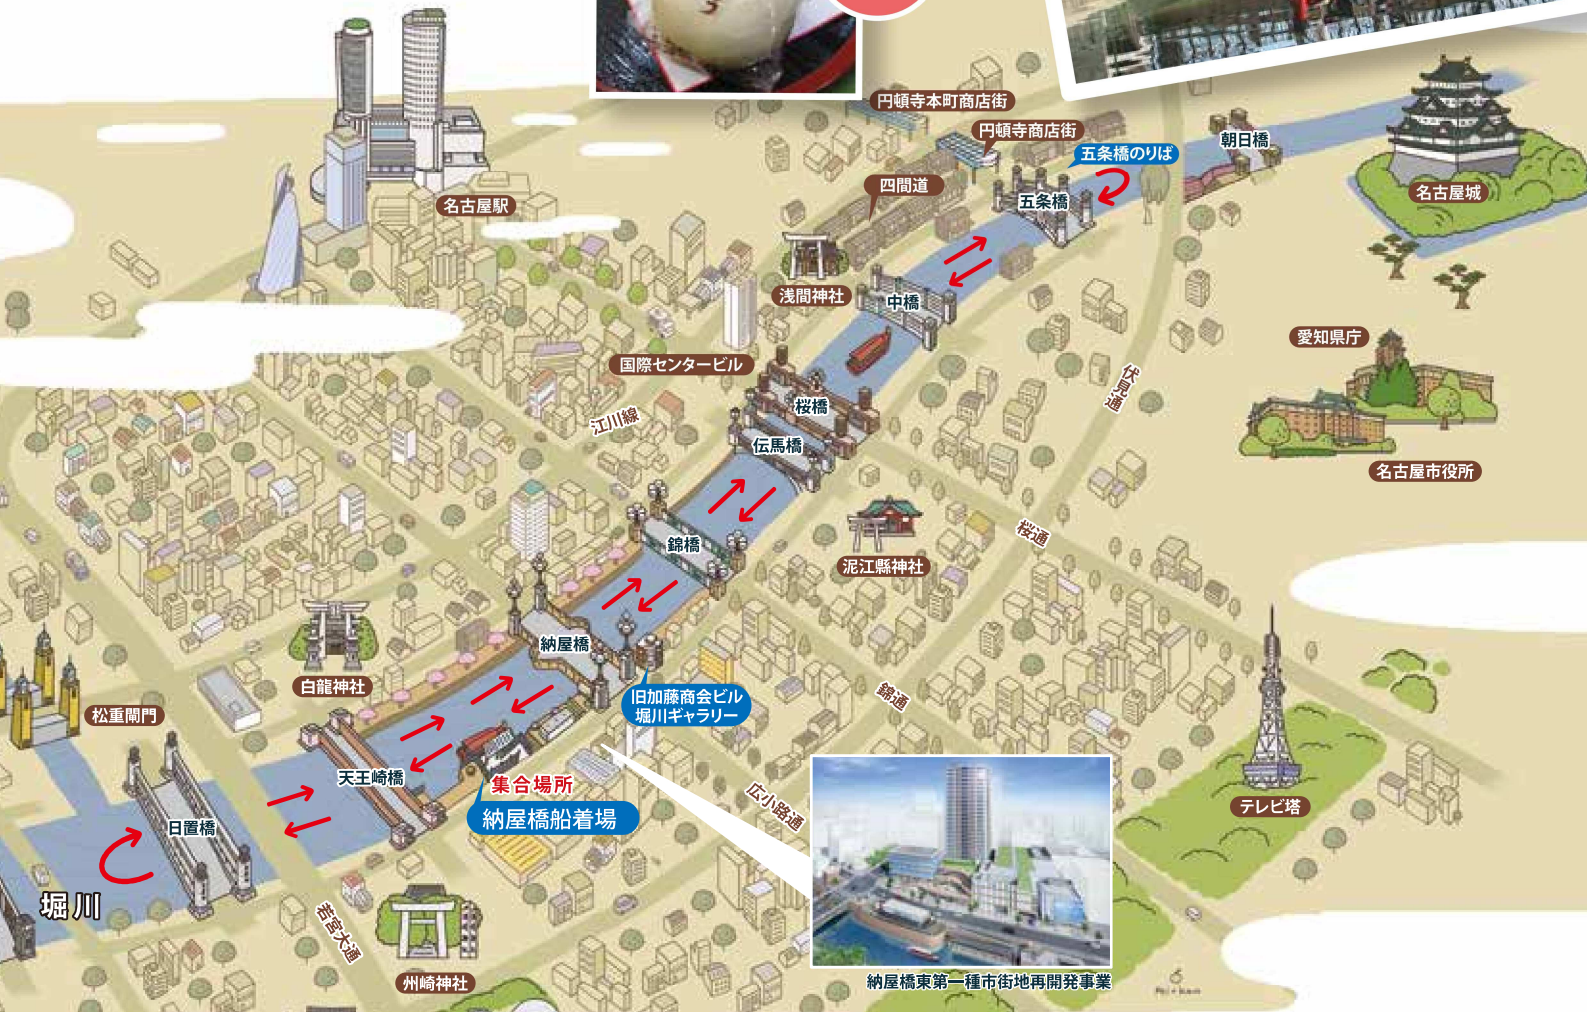 円頓寺本町商店街
円頓寺商店街
五条橋のりば
朝日橋
四間道
五条橋
名古屋城
名古屋駅
浅間神社
中橋
愛知県庁
国際センタービル
伏見通
桜橋
江川線
伝馬橋
名古屋市役所
桜通
錦橋
泥江縣神社
納屋橋
白龍神社
旧加藤商会ビル
堀川ギャラリー
錦通
松重閘門
天王崎橋
集合場所
納屋橋船着場
広小路通
テレビ塔
日置橋
堀川
若宮大通
州崎神社
納屋橋東第一種市街地再開発事業